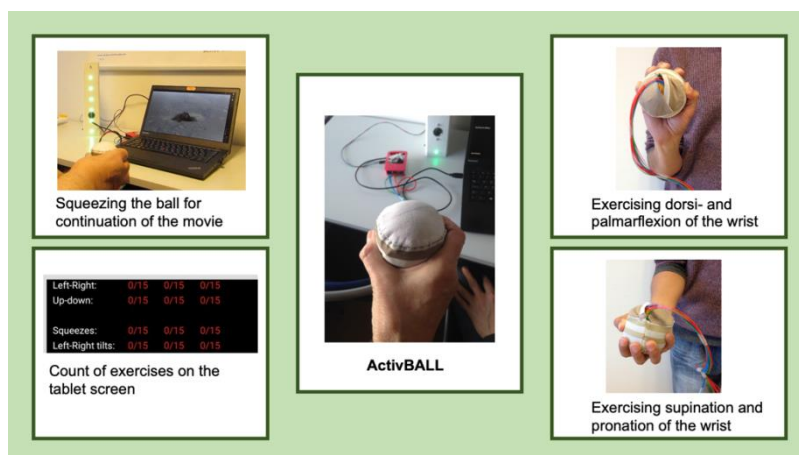 Squeezing the ball for
continuation of the movie
Left-Right: 0/15 0/15 0/15
Up-down: 0/15 0/15 0/15
Squeezes: 0/15 0/15 0/15
Left-Right tilts: 0/15 0/15 0/15
Count of exercises on the
tablet screen
ActivBALL
Exercising dorsi- and
palmarflexion of the wrist
Exercising supination and
pronation of the wrist